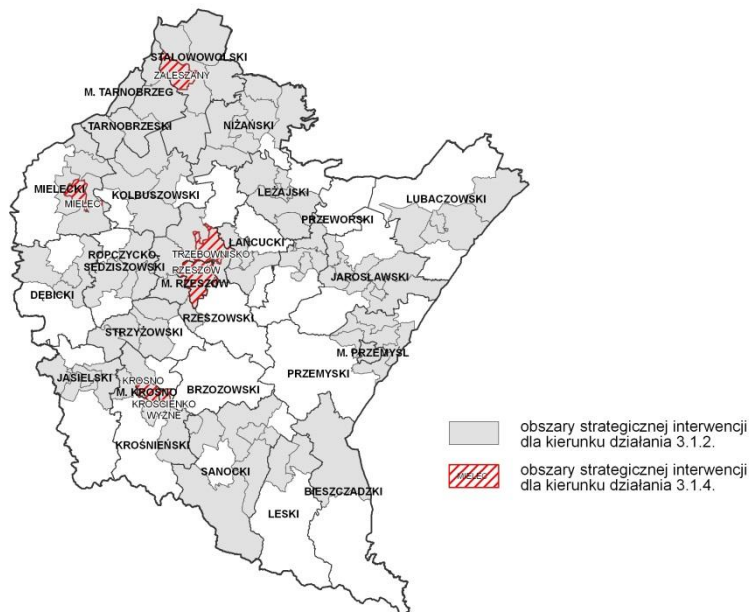 STALOWOWOLSKI
ZALESZANY
M. TARNOBRZEG
TARNOBRZESKI
NIŻAŃSKI
MIELECKI
MIELEC
KOLBUSZOWSKI
LEŻAJSKI
LUBACZOWSKI
PRZEWORSKI
ROPCZYCKO-
SĘDZISZOWSKI
TRZEBOWNISKO
ŁAŃCUCKI
RZESZÓW
M. RZESZÓW
JAROSŁAWSKI
DĘBICKI
RZESZOWSKI
STRZYŻOWSKI
M. PRZEMYŚL
PRZEMYSKI
JASIELSKI
KROSNO
M. KROSNO
KROŚCIENKO
WYŻNE
BRZOZOWSKI
KROŚNIEŃSKI
SANOCKI
BIESZCZADZKI
LESKI
obszary strategicznej interwencji
dla kierunku działania 3.1.2.
MIELEC
obszary strategicznej interwencji
dla kierunku działania 3.1.4.